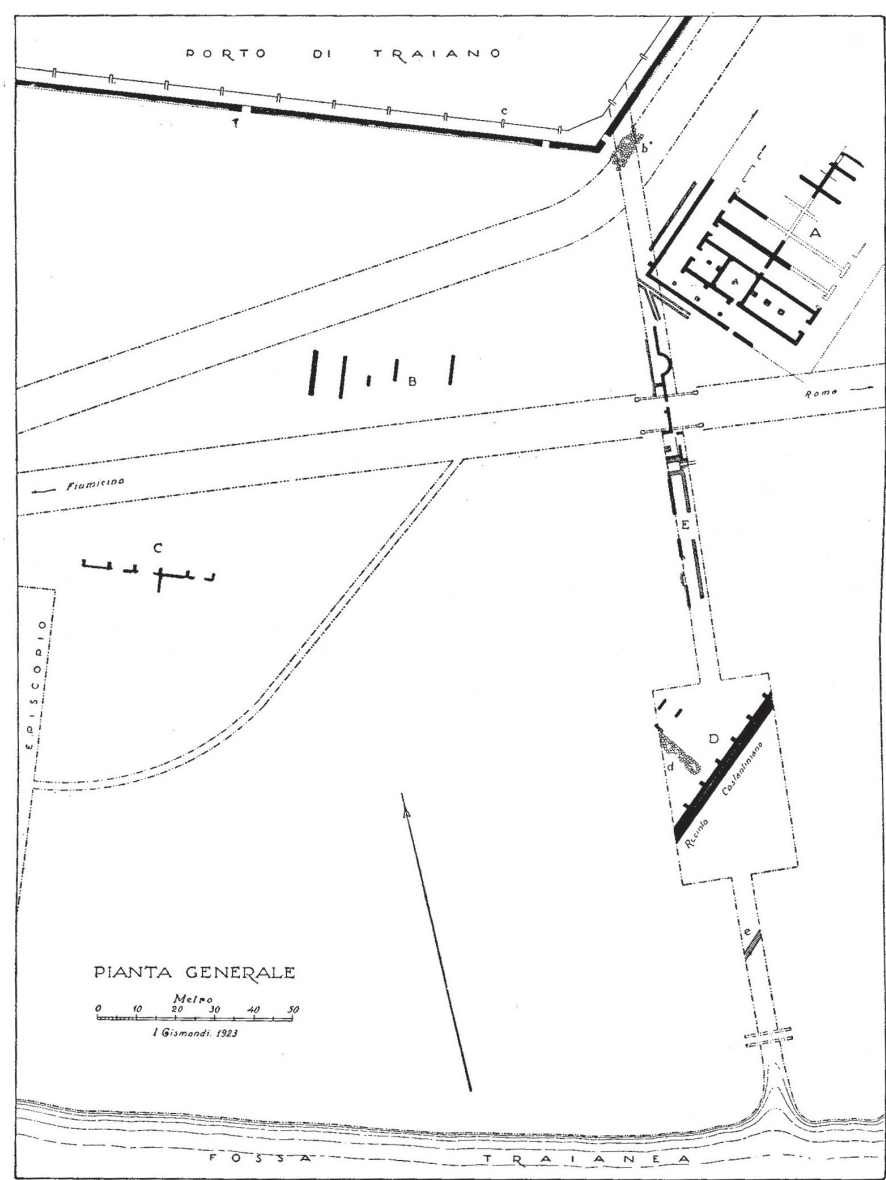 PORTO DI TRAIANO
c
f
b'
A
A
B
Roma
Fiumicino
C
E
EPISCOPIO
D
d
Recinto Costantiniano
e
PIANTA GENERALE
Metro
0 10 20 30 40 50
I Gismondi. 1923
FOSSA TRAIANEA